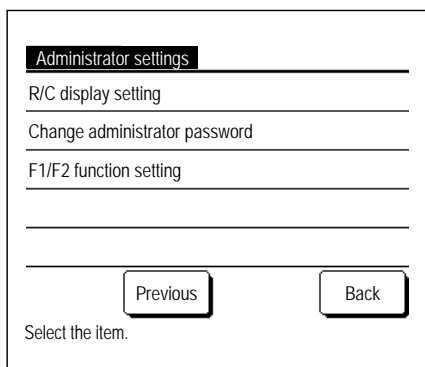 Administrator settings
R/C display setting
Change administrator password
F1/F2 function setting
Previous Back
Select the item.